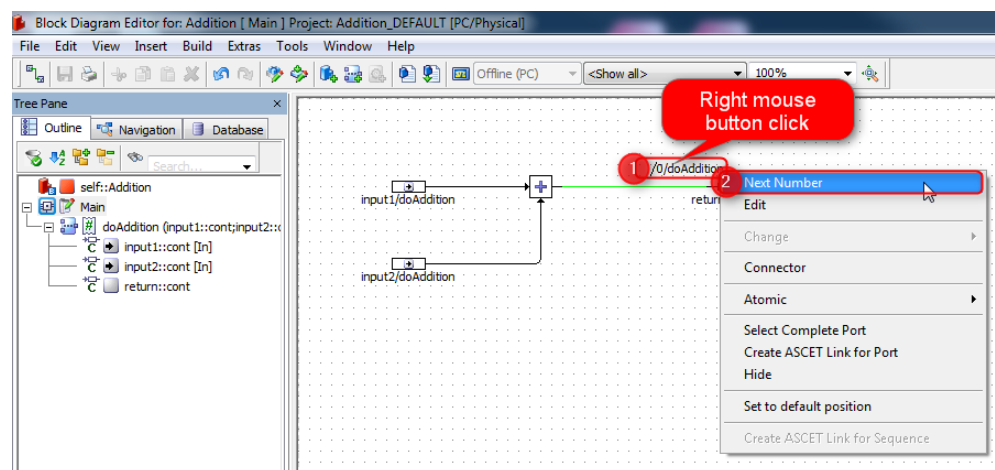 Block Diagram Editor for: Addition [ Main ] Project: Addition_DEFAULT [PC/Physical]
File Edit View Insert Build Extras Tools Window Help
Offline (PC) <Show all> 100%
Tree Pane
Outline Navigation Database
Search...
self::Addition
Main
doAddition (input1::cont;input2::c
input1::cont [In]
input2::cont [In]
return::cont
Right mouse
button click
1 /0/doAddition
input1/doAddition
return
input2/doAddition
2 Next Number
Edit
Change
Connector
Atomic
Select Complete Port
Create ASCET Link for Port
Hide
Set to default position
Create ASCET Link for Sequence